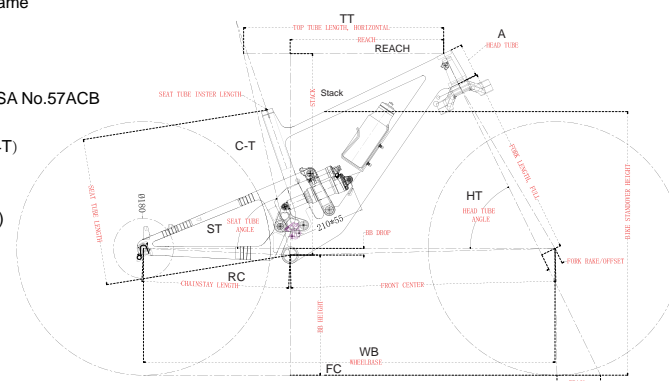 ame
TT
TOP TUBE LENGTH, HORIZONTAL
REACH
REACH
A
HEAD TUBE
SA No.57ACB
SEAT TUBE INSTER LENGTH
STACK
Stack
-T)
C-T
FORK LENGTH, FULL
BIKE STANDOVER HEIGHT
SEAT TUBE LENGTH
Ø180
HT
HEAD TUBE
ANGLE
)
ST
SEAT TUBE
ANGLE
210*55
BB DROP
FORK RAKE/OFFSET
RC
CHAINSTAY LENGTH
FRONT CENTER
BB HEIGHT
WB
WHEELBASE
FC